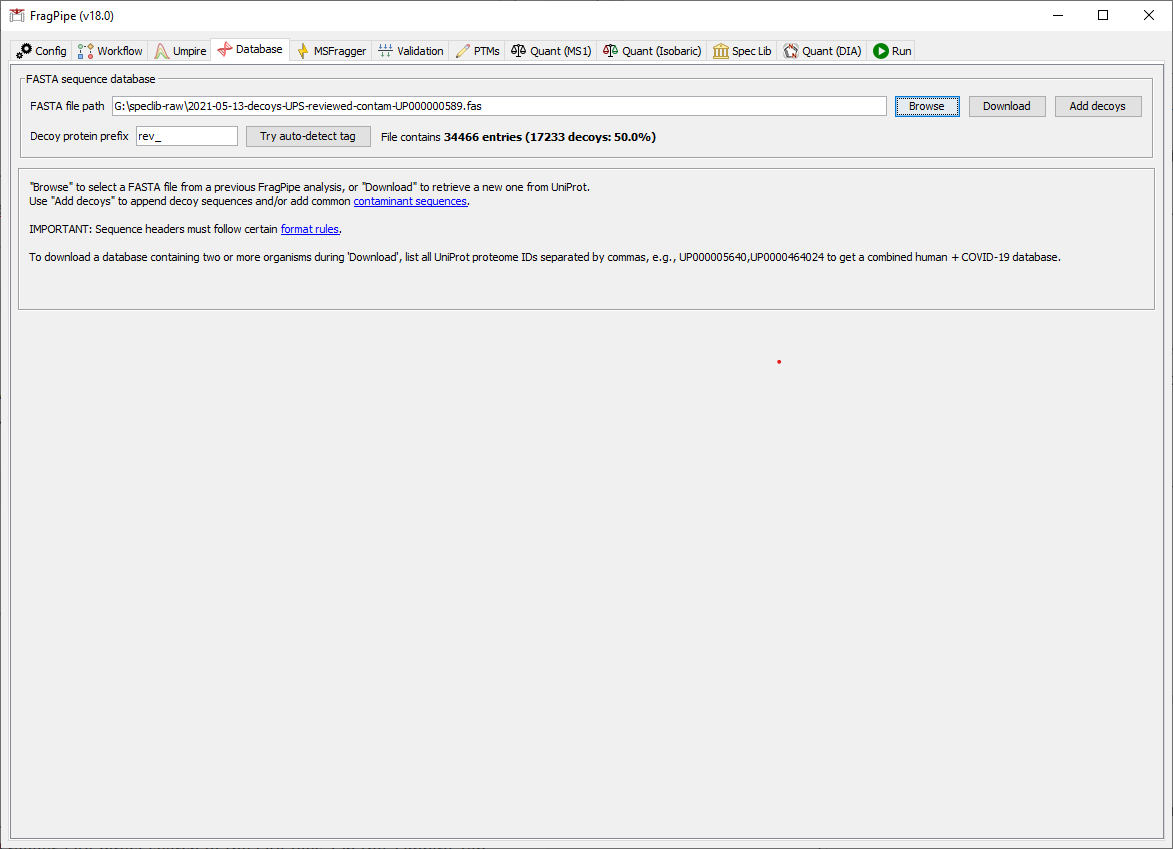 FragPipe (v18.0)
Config Workflow Umpire Database MSFragger Validation PTMs Quant (MS1) Quant (Isobaric) Spec Lib Quant (DIA) Run
FASTA sequence database
FASTA file path G:\speclib-raw\2021-05-13-decoys-UPS-reviewed-contam-UP000000589.fas Browse Download Add decoys
Decoy protein prefix rev_ Try auto-detect tag File contains 34466 entries (17233 decoys: 50.0%)
"Browse" to select a FASTA file from a previous FragPipe analysis, or "Download" to retrieve a new one from UniProt.
Use "Add decoys" to append decoy sequences and/or add common contaminant sequences.
IMPORTANT: Sequence headers must follow certain format rules.
To download a database containing two or more organisms during 'Download', list all UniProt proteome IDs separated by commas, e.g., UP000005640,UP0000464024 to get a combined human + COVID-19 database.